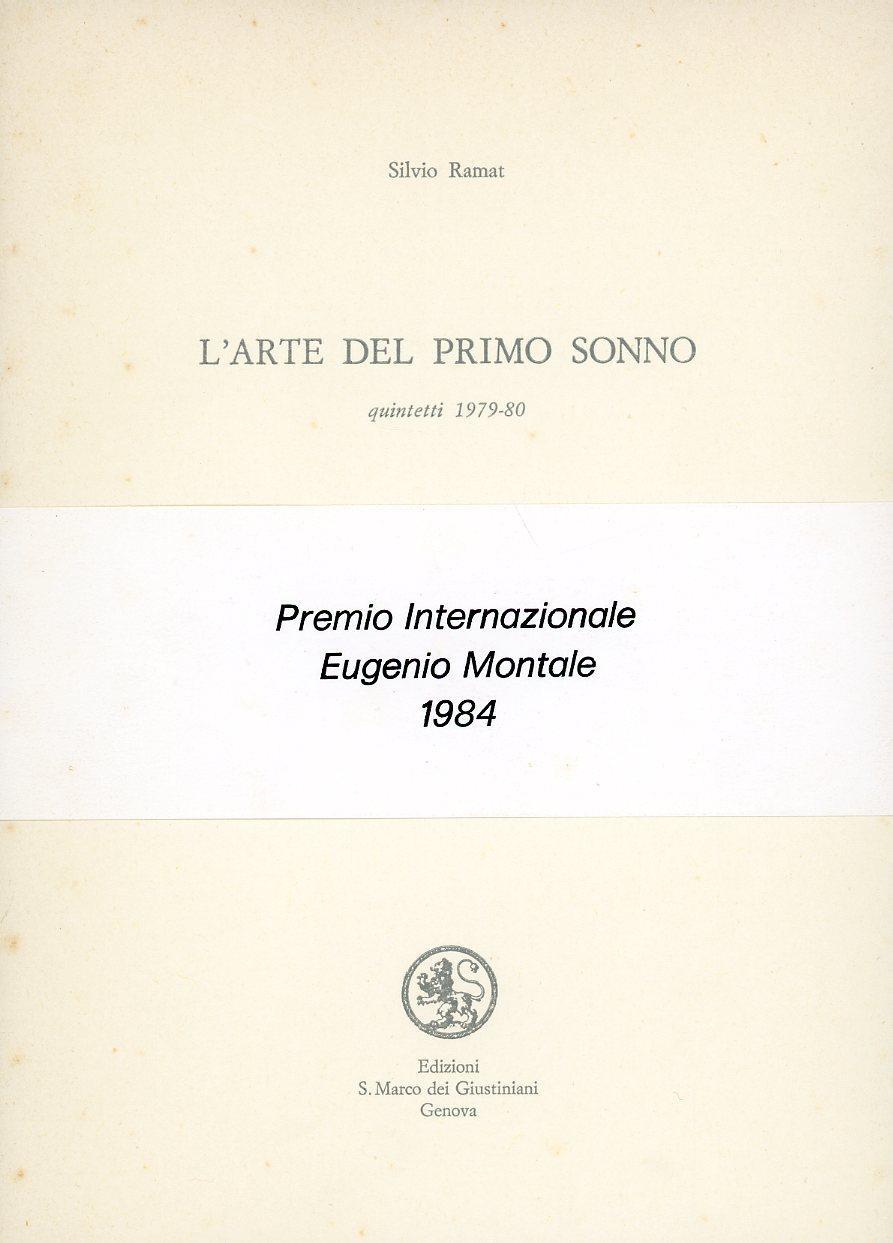 Silvio Ramat
L'ARTE DEL PRIMO SONNO
quintetti 1979-80
Premio Internazionale
Eugenio Montale
1984
Edizioni
S. Marco dei Giustiniani
Genova